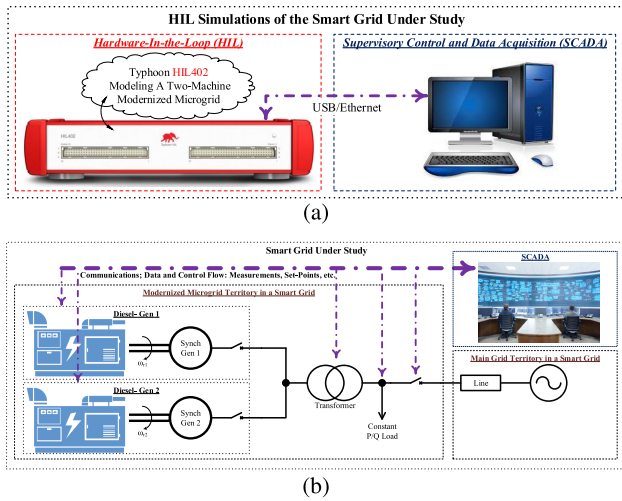 HIL Simulations of the Smart Grid Under Study
Hardware-In-the-Loop (HIL)
Supervisory Control and Data Acquisition (SCADA)
Typhoon HIL402
Modeling A Two-Machine
Modernized Microgrid
USB/Ethernet
HIL402
(a)
Smart Grid Under Study
Communications; Data and Control Flow: Measurements, Set-Points, etc.
SCADA
Modernized Microgrid Territory in a Smart Grid
Diesel- Gen 1
Synch
Gen 1
ωr1
Main Grid Territory in a Smart Grid
Diesel- Gen 2
Synch
Gen 2
ωr2
Transformer
Line
Constant
P/Q Load
(b)